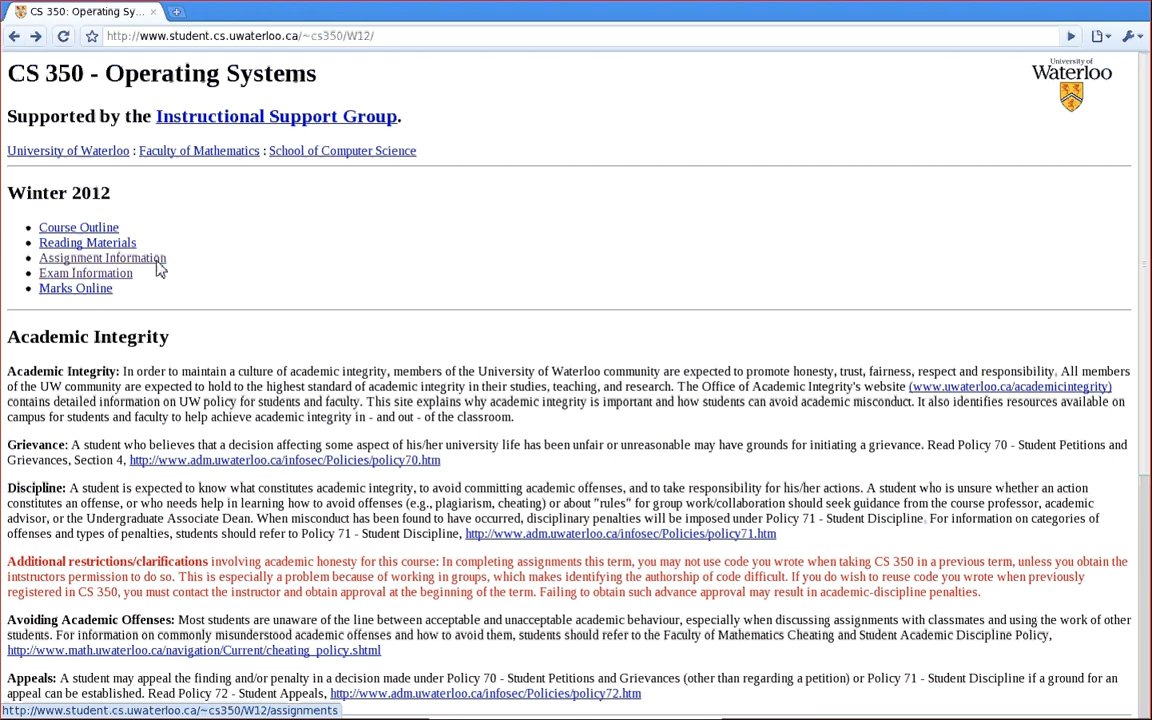 CS 350: Operating Sy...
http://www.student.cs.uwaterloo.ca/~cs350/W12/
CS 350 - Operating Systems
University of
Waterloo
Supported by the Instructional Support Group.
University of Waterloo : Faculty of Mathematics : School of Computer Science
Winter 2012
Course Outline
Reading Materials
Assignment Information
Exam Information
Marks Online
Academic Integrity
Academic Integrity: In order to maintain a culture of academic integrity, members of the University of Waterloo community are expected to promote honesty, trust, fairness, respect and responsibility. All members
of the UW community are expected to hold to the highest standard of academic integrity in their studies, teaching, and research. The Office of Academic Integrity's website (www.uwaterloo.ca/academicintegrity)
contains detailed information on UW policy for students and faculty. This site explains why academic integrity is important and how students can avoid academic misconduct. It also identifies resources available on
campus for students and faculty to help achieve academic integrity in - and out - of the classroom.
Grievance: A student who believes that a decision affecting some aspect of his/her university life has been unfair or unreasonable may have grounds for initiating a grievance. Read Policy 70 - Student Petitions and
Grievances, Section 4, http://www.adm.uwaterloo.ca/infosec/Policies/policy70.htm
Discipline: A student is expected to know what constitutes academic integrity, to avoid committing academic offenses, and to take responsibility for his/her actions. A student who is unsure whether an action
constitutes an offense, or who needs help in learning how to avoid offenses (e.g., plagiarism, cheating) or about "rules" for group work/collaboration should seek guidance from the course professor, academic
advisor, or the Undergraduate Associate Dean. When misconduct has been found to have occurred, disciplinary penalties will be imposed under Policy 71 - Student Discipline. For information on categories of
offenses and types of penalties, students should refer to Policy 71 - Student Discipline, http://www.adm.uwaterloo.ca/infosec/Policies/policy71.htm
Additional restrictions/clarifications involving academic honesty for this course: In completing assignments this term, you may not use code you wrote when taking CS 350 in a previous term, unless you obtain the
intstructors permission to do so. This is especially a problem because of working in groups, which makes identifying the authorship of code difficult. If you do wish to reuse code you wrote when previously
registered in CS 350, you must contact the instructor and obtain approval at the beginning of the term. Failing to obtain such advance approval may result in academic-discipline penalties.
Avoiding Academic Offenses: Most students are unaware of the line between acceptable and unacceptable academic behaviour, especially when discussing assignments with classmates and using the work of other
students. For information on commonly misunderstood academic offenses and how to avoid them, students should refer to the Faculty of Mathematics Cheating and Student Academic Discipline Policy,
http://www.math.uwaterloo.ca/navigation/Current/cheating_policy.shtml
Appeals: A student may appeal the finding and/or penalty in a decision made under Policy 70 - Student Petitions and Grievances (other than regarding a petition) or Policy 71 - Student Discipline if a ground for an
appeal can be established. Read Policy 72 - Student Appeals, http://www.adm.uwaterloo.ca/infosec/Policies/policy72.htm
http://www.student.cs.uwaterloo.ca/~cs350/W12/assignments